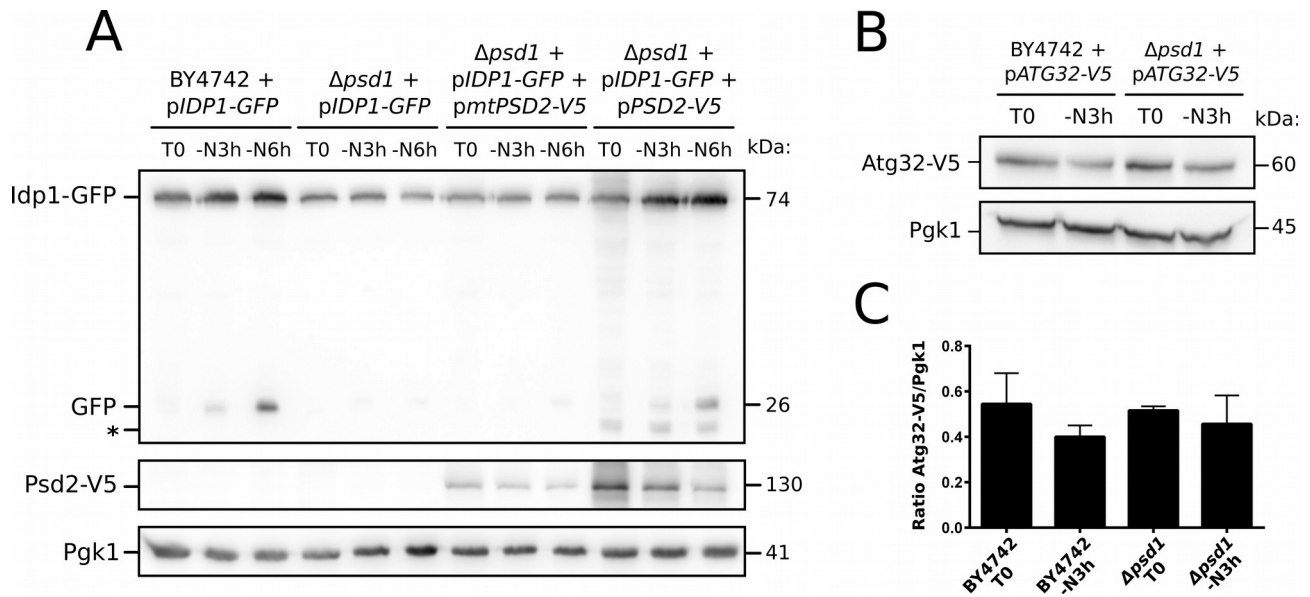 A
BY4742 +
pIDP1-GFP
Δpsd1 +
pIDP1-GFP
Δpsd1 +
pIDP1-GFP +
pmtPSD2-V5
Δpsd1 +
pIDP1-GFP +
pPSD2-V5
T0 -N3h -N6h T0 -N3h -N6h T0 -N3h -N6h T0 -N3h -N6h kDa:
Idp1-GFP 74
GFP 26
*
Psd2-V5 130
Pgk1 41
B
BY4742 +
pATG32-V5
Δpsd1 +
pATG32-V5
T0 -N3h T0 -N3h kDa:
Atg32-V5 60
Pgk1 45
C
Ratio Atg32-V5/Pgk1
0.8
0.6
0.4
0.2
0.0
BY4742
T0
BY4742
-N3h
Δpsd1
T0
Δpsd1
-N3h